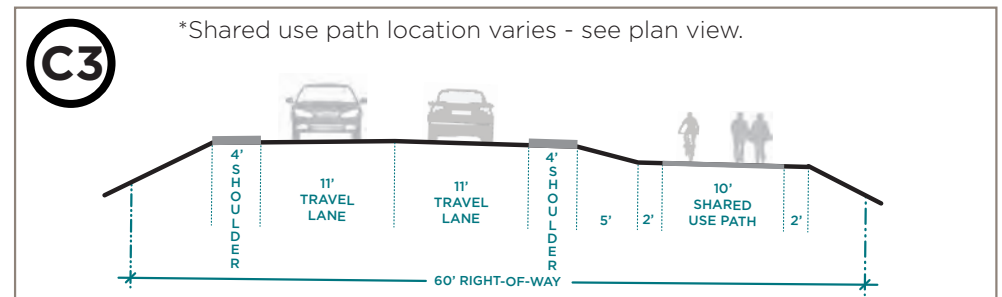 *Shared use path location varies - see plan view.
C3
4'
SHOULDER
11'
TRAVEL
LANE
11'
TRAVEL
LANE
4'
SHOULDER
5'
2'
10'
SHARED
USE PATH
2'
60' RIGHT-OF-WAY